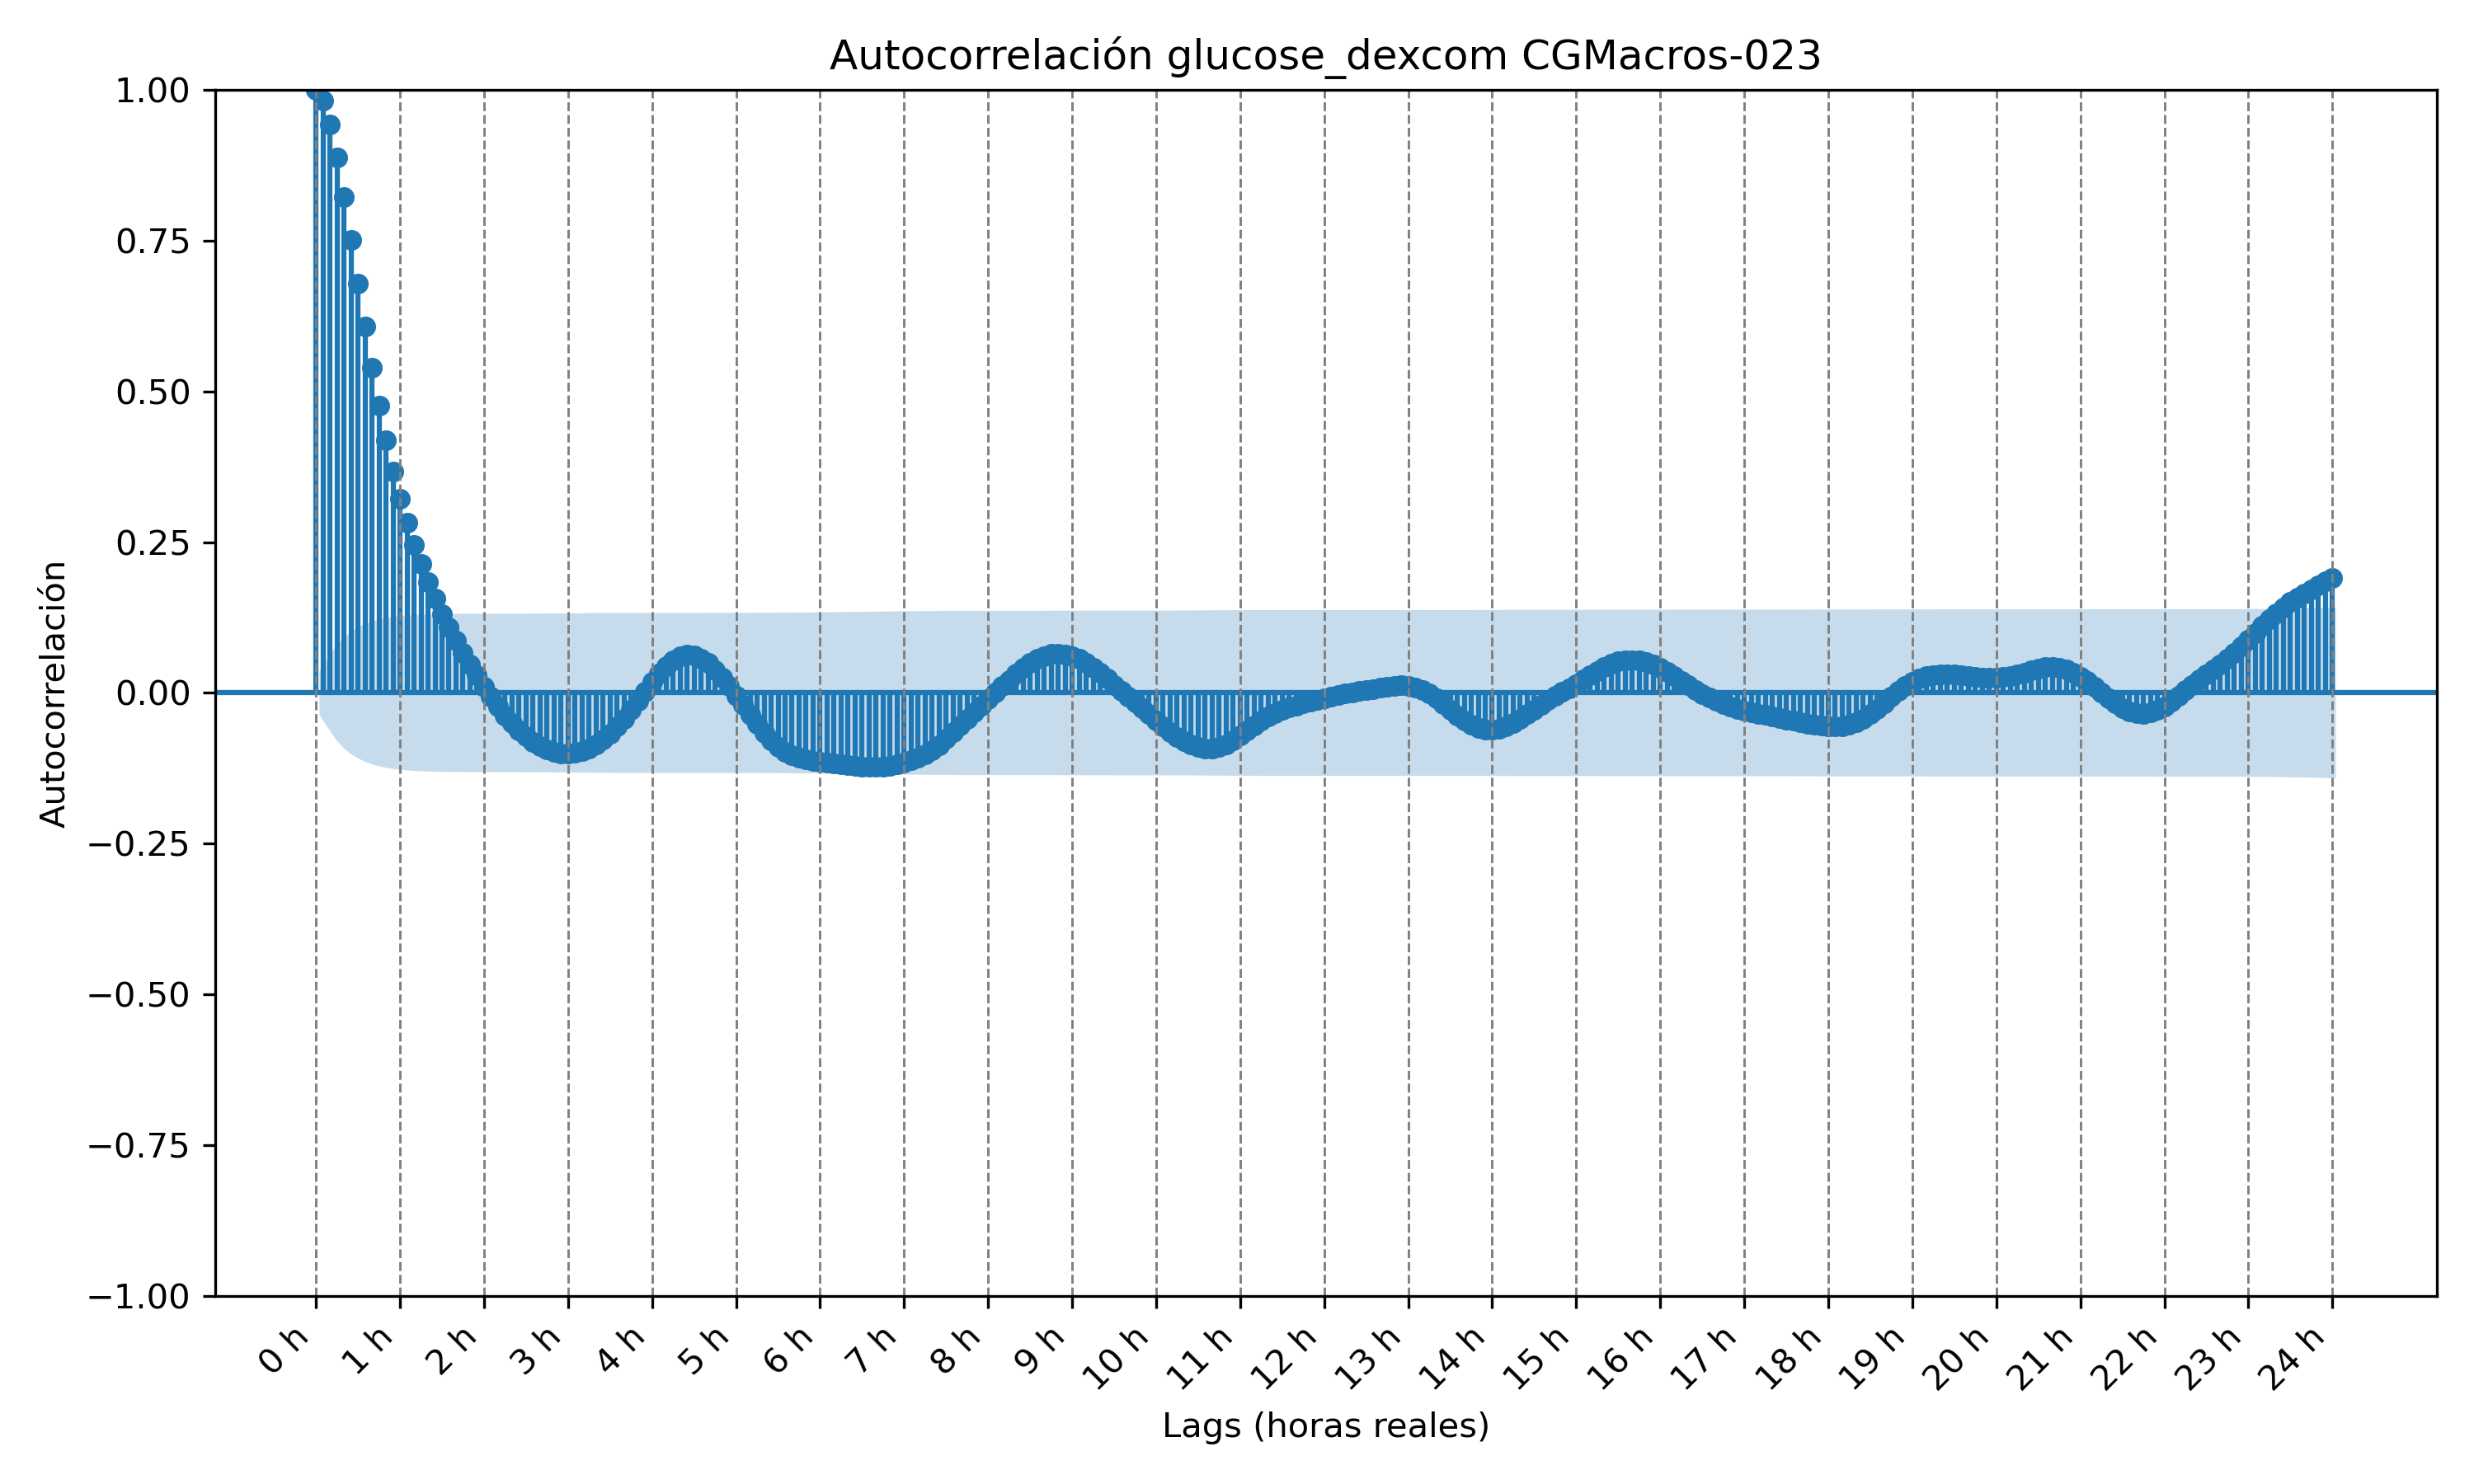 Autocorrelación glucose_dexcom CGMacros-023
1.00
0.75
0.50
0.25
0.00
−0.25
−0.50
−0.75
−1.00
Autocorrelación
0 h
1 h
2 h
3 h
4 h
5 h
6 h
7 h
8 h
9 h
10 h
11 h
12 h
13 h
14 h
15 h
16 h
17 h
18 h
19 h
20 h
21 h
22 h
23 h
24 h
Lags (horas reales)